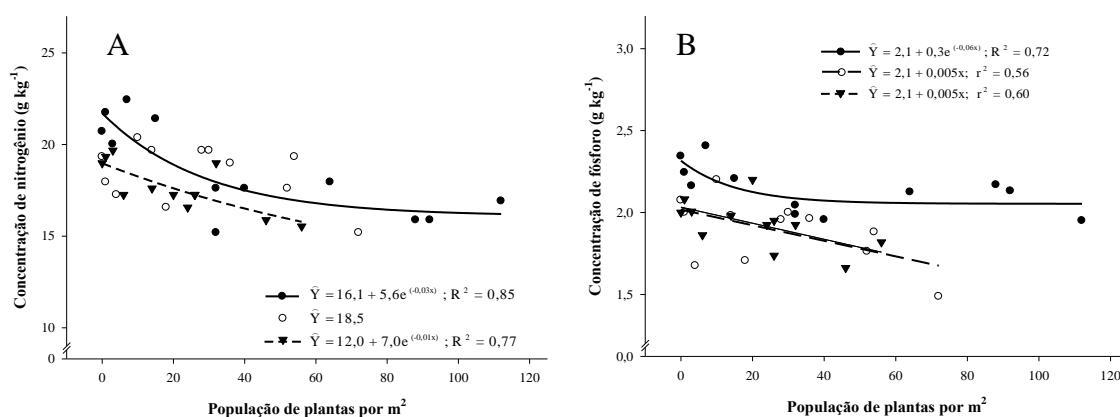 A
Concentração de nitrogênio (g kg⁻¹)
25
20
15
10
0
Ŷ = 16,1 + 5,6e^(-0,03x); R² = 0,85
Ŷ = 18,5
Ŷ = 12,0 + 7,0e^(-0,01x); R² = 0,77
0 20 40 60 80 100 120
População de plantas por m²
B
Concentração de fósforo (g kg⁻¹)
3,0
2,5
2,0
1,5
0,0
Ŷ = 2,1 + 0,3e^(-0,06x); R² = 0,72
Ŷ = 2,1 + 0,005x; r² = 0,56
Ŷ = 2,1 + 0,005x; r² = 0,60
0 20 40 60 80 100 120
População de plantas por m²